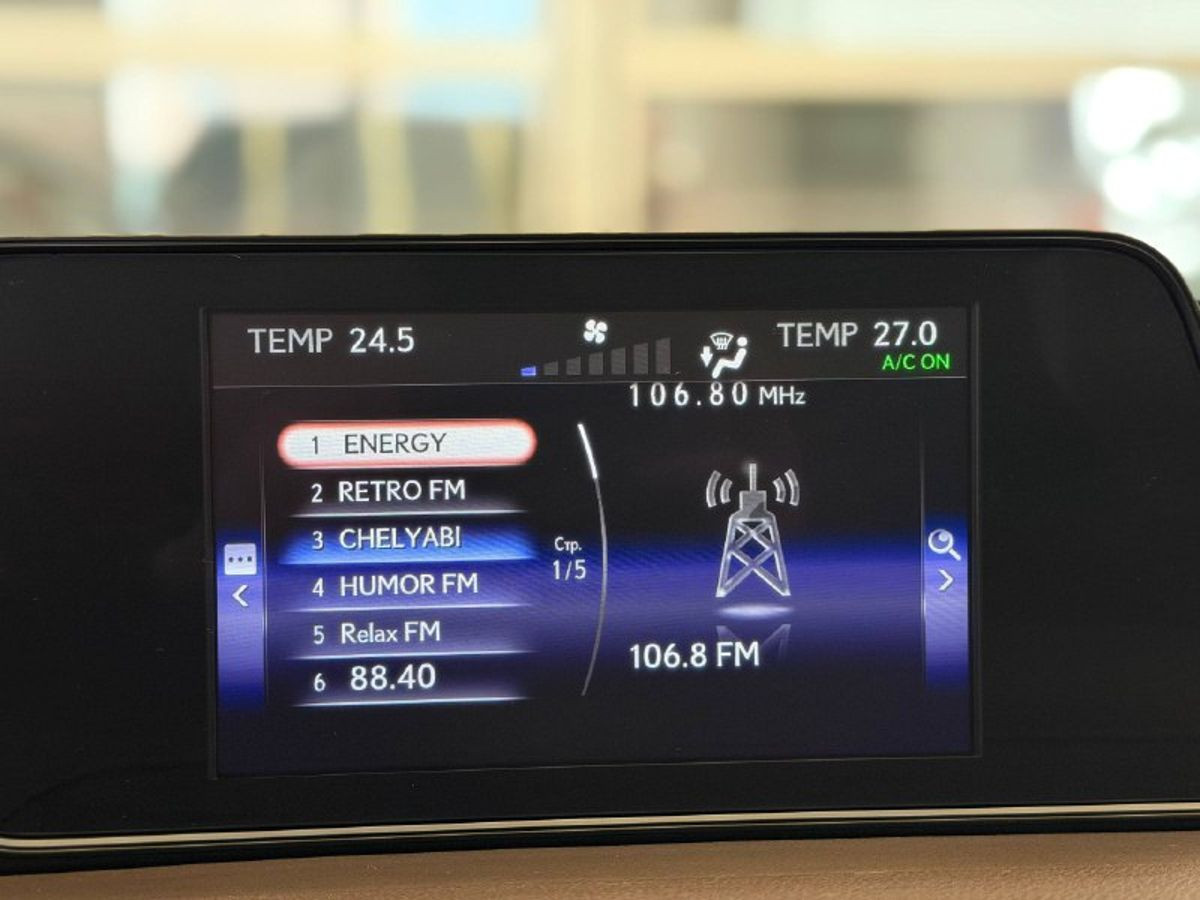 TEMP 24.5
TEMP 27.0
A/C ON
106.80 MHz
1 ENERGY
2 RETRO FM
3 CHELYABI
4 HUMOR FM
5 Relax FM
6 88.40
Стр.
1/5
106.8 FM